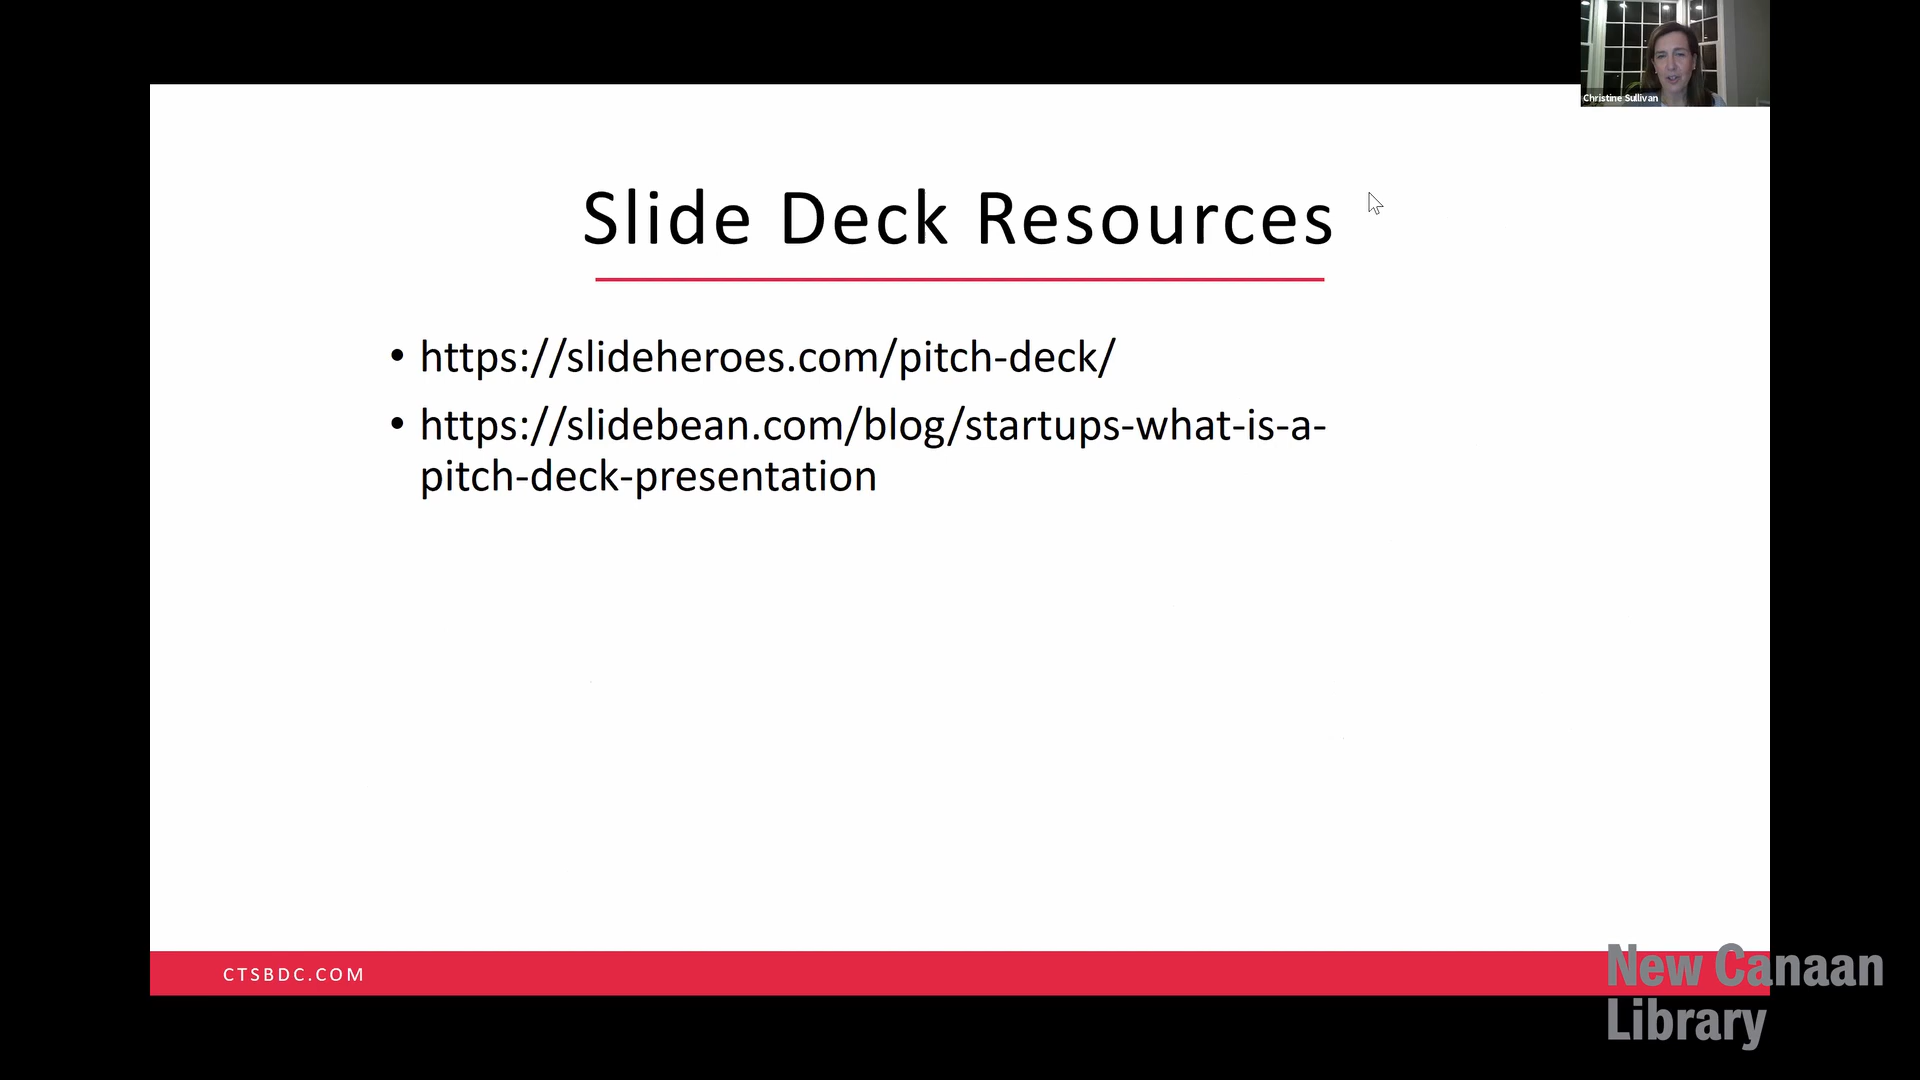 Christine Sullivan
Slide Deck Resources
• https://slideheroes.com/pitch-deck/
• https://slidebean.com/blog/startups-what-is-a-
pitch-deck-presentation
CTSBDC.COM
New Canaan
Library